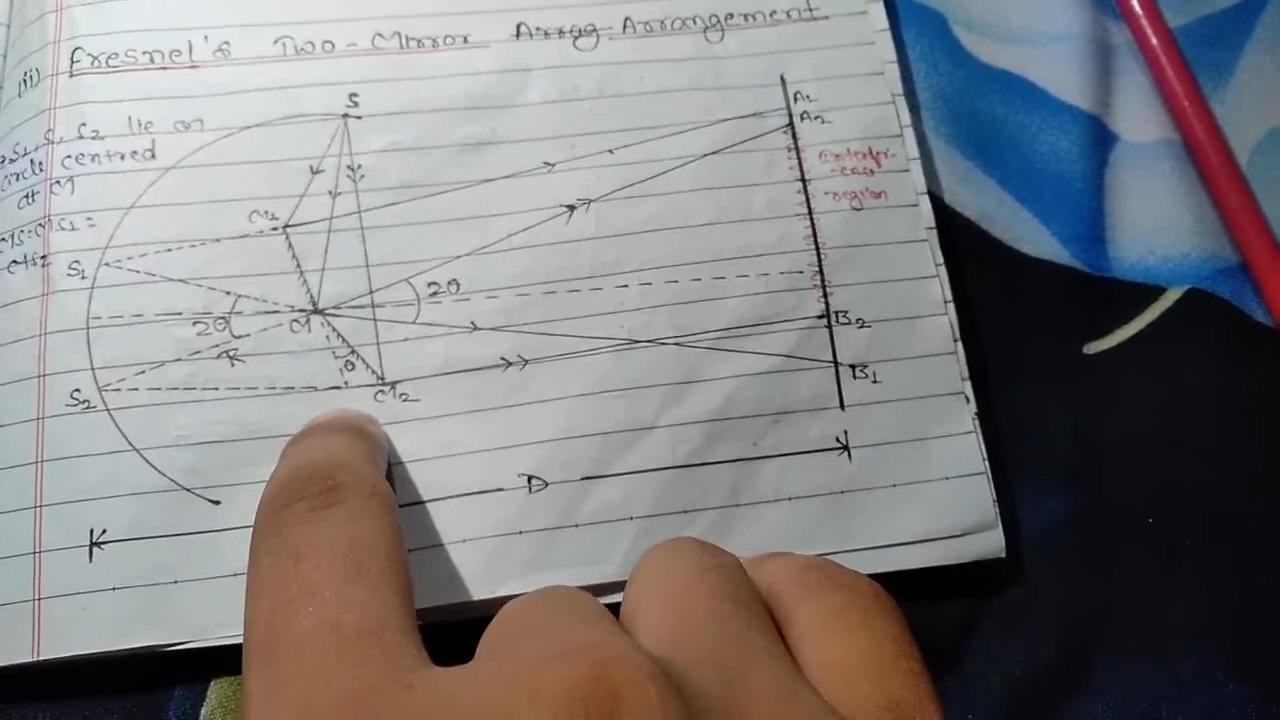 (ii) Fresnel's Two-Mirror Arrag Arrangement
S
A1
A2
S1, S, S2 lie on
circle centred
at M
MS=MS1=
MS2
interfer-
ence
region
M1
S1
2θ
2θ
M
R
θ
B2
S2
M2
B1
D